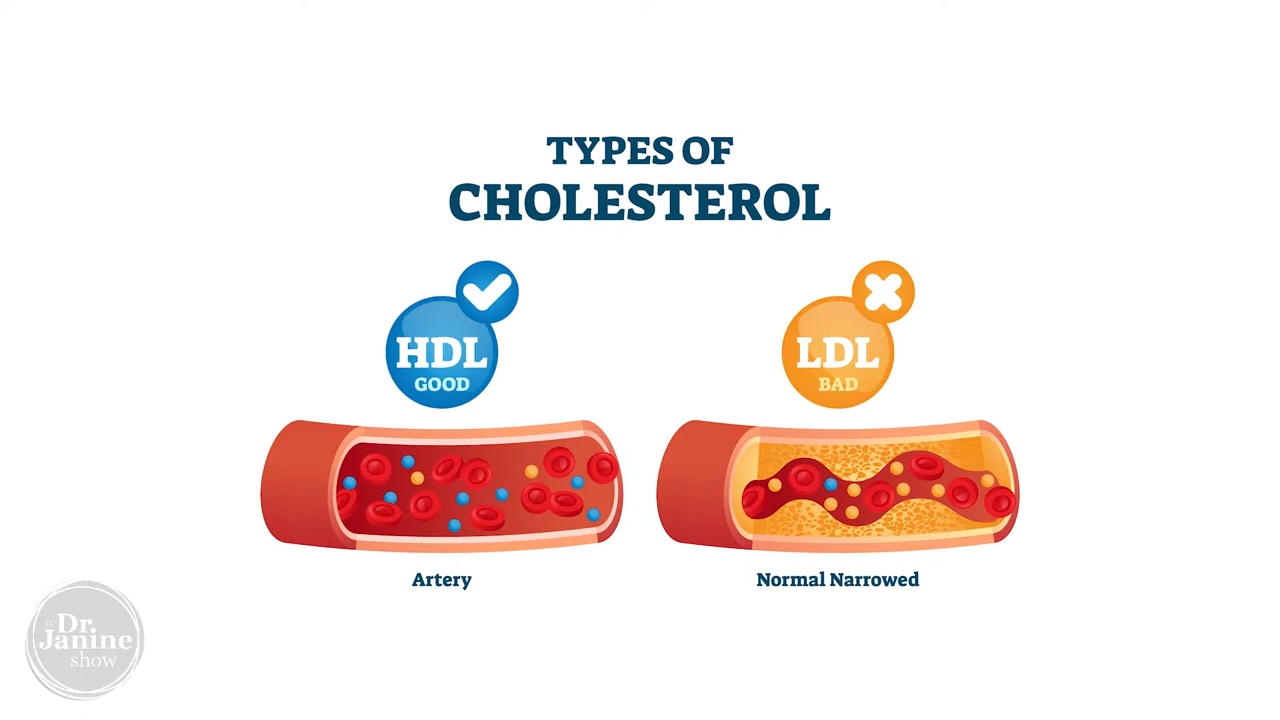 TYPES OF
CHOLESTEROL
HDL
GOOD
LDL
BAD
Artery
Normal Narrowed
the
Dr.
Janine
show